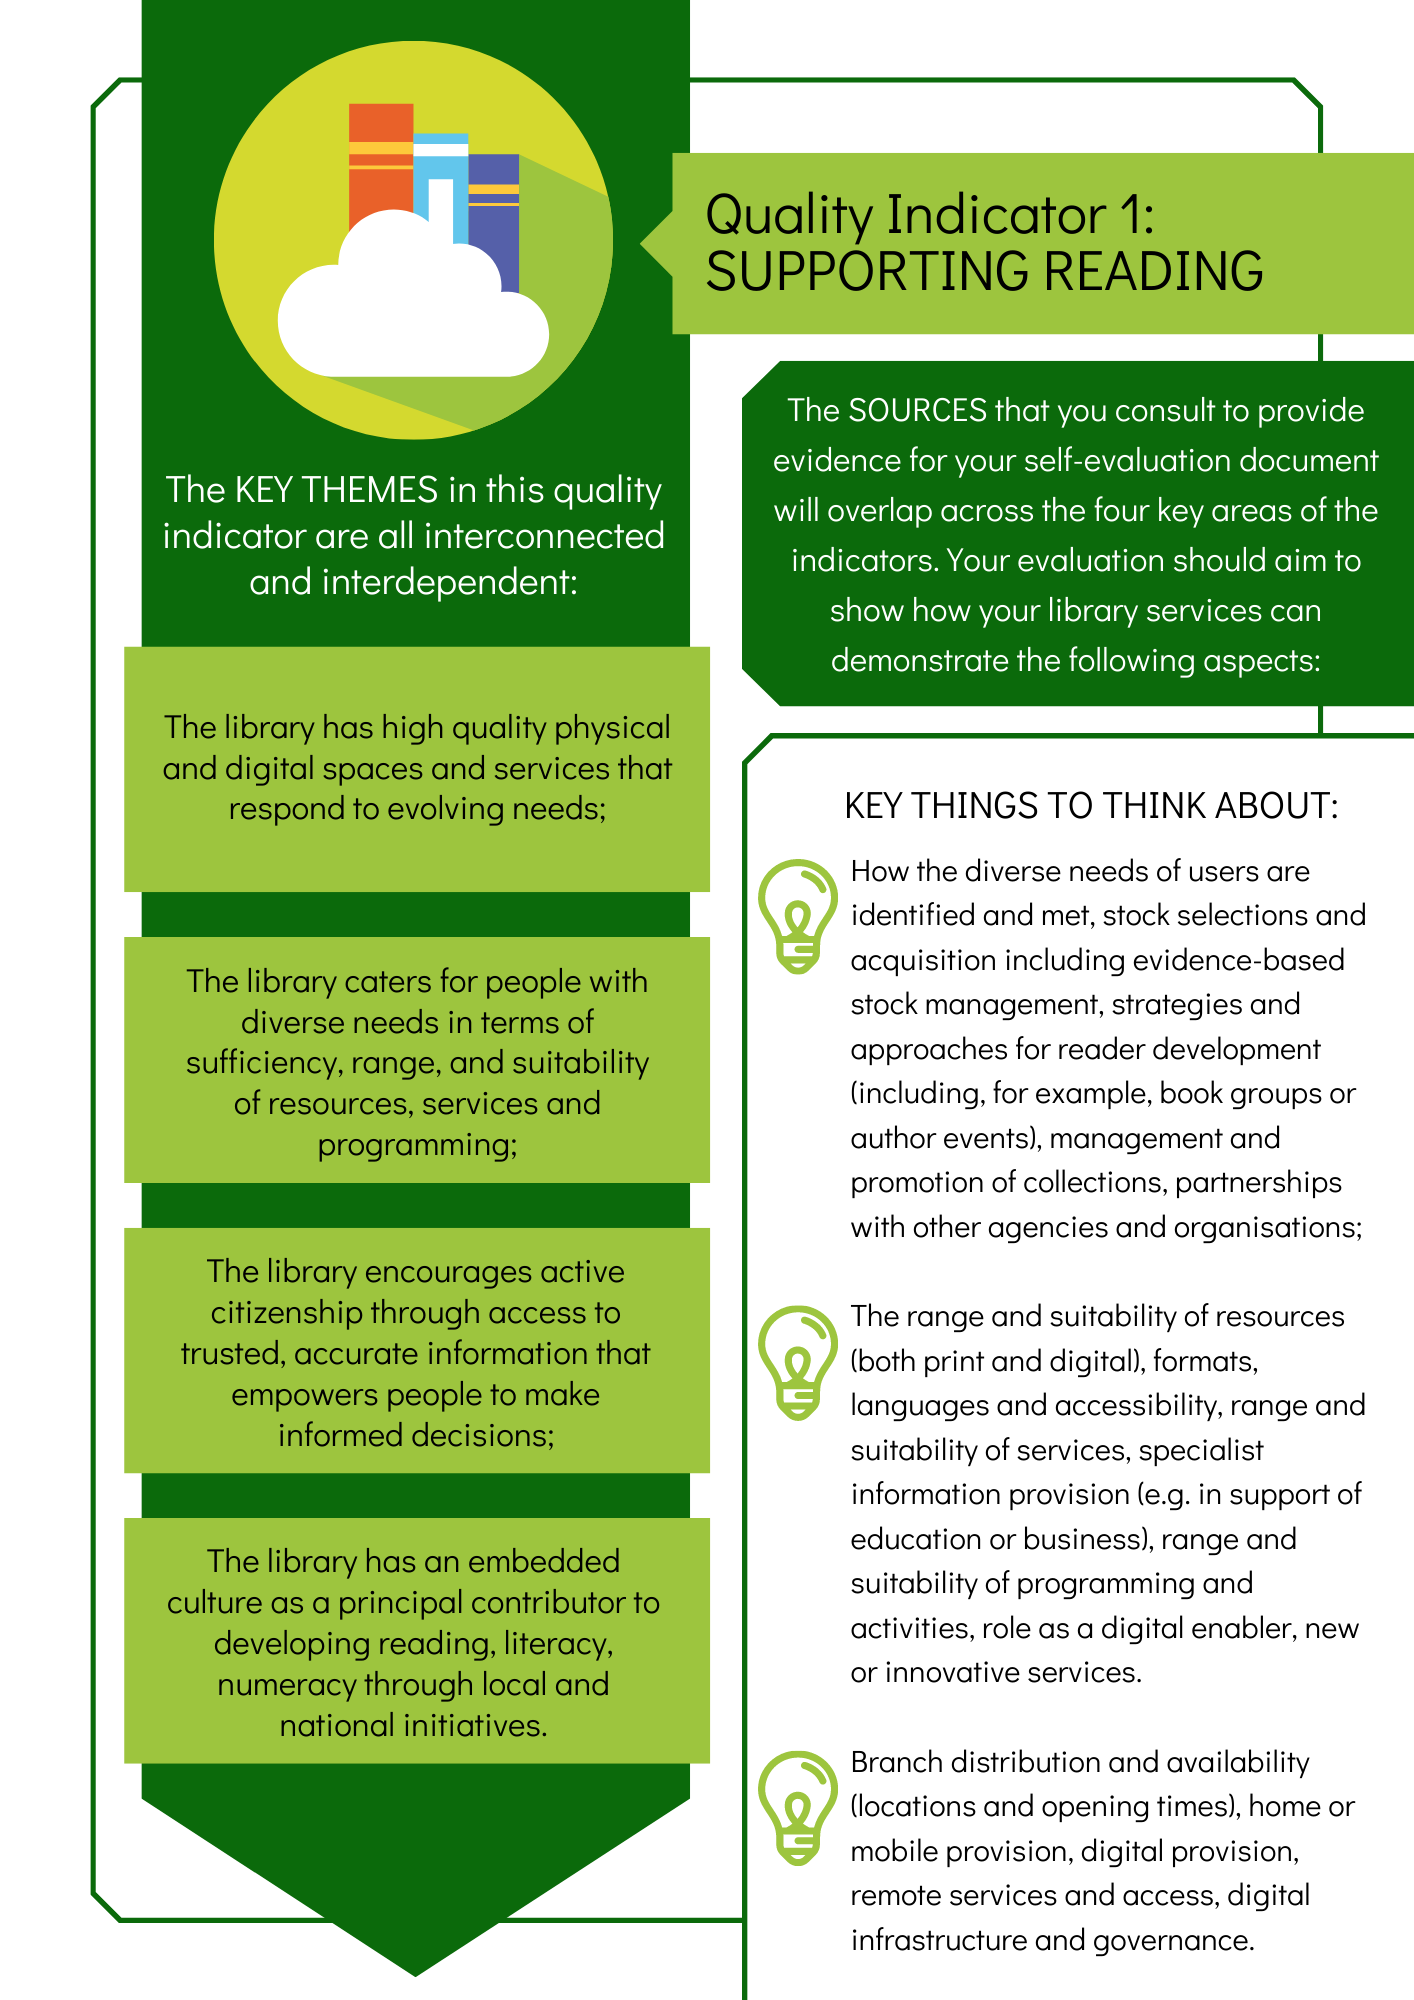 Quality Indicator 1:
SUPPORTING READING
The KEY THEMES in this quality
indicator are all interconnected
and interdependent:
The library has high quality physical
and digital spaces and services that
respond to evolving needs;
The library caters for people with
diverse needs in terms of
sufficiency, range, and suitability
of resources, services and
programming;
The library encourages active
citizenship through access to
trusted, accurate information that
empowers people to make
informed decisions;
The library has an embedded
culture as a principal contributor to
developing reading, literacy,
numeracy through local and
national initiatives.
The SOURCES that you consult to provide
evidence for your self-evaluation document
will overlap across the four key areas of the
indicators. Your evaluation should aim to
show how your library services can
demonstrate the following aspects:
KEY THINGS TO THINK ABOUT:
How the diverse needs of users are
identified and met, stock selections and
acquisition including evidence-based
stock management, strategies and
approaches for reader development
(including, for example, book groups or
author events), management and
promotion of collections, partnerships
with other agencies and organisations;
The range and suitability of resources
(both print and digital), formats,
languages and accessibility, range and
suitability of services, specialist
information provision (e.g. in support of
education or business), range and
suitability of programming and
activities, role as a digital enabler, new
or innovative services.
Branch distribution and availability
(locations and opening times), home or
mobile provision, digital provision,
remote services and access, digital
infrastructure and governance.